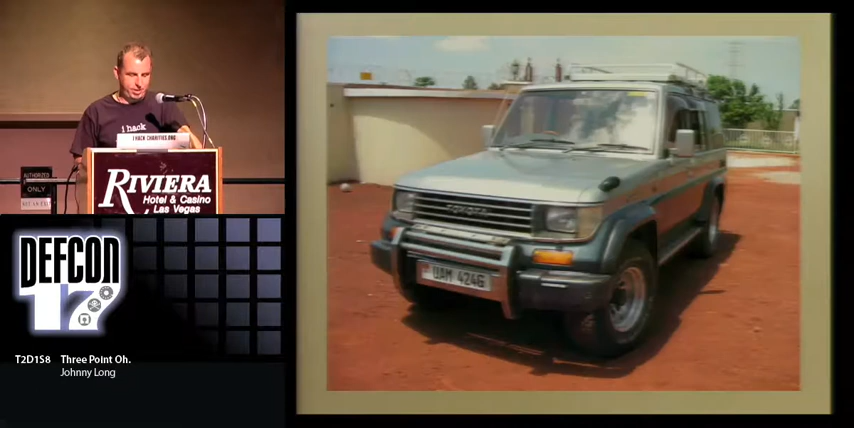 i hack
I HACK CHARITIES.ORG
RIVIERA
Hotel & Casino
Las Vegas
AUTHORIZED
ONLY
DEFCON
17
T2D1S8 Three Point Oh.
Johnny Long
TOYOTA
UAM 424G